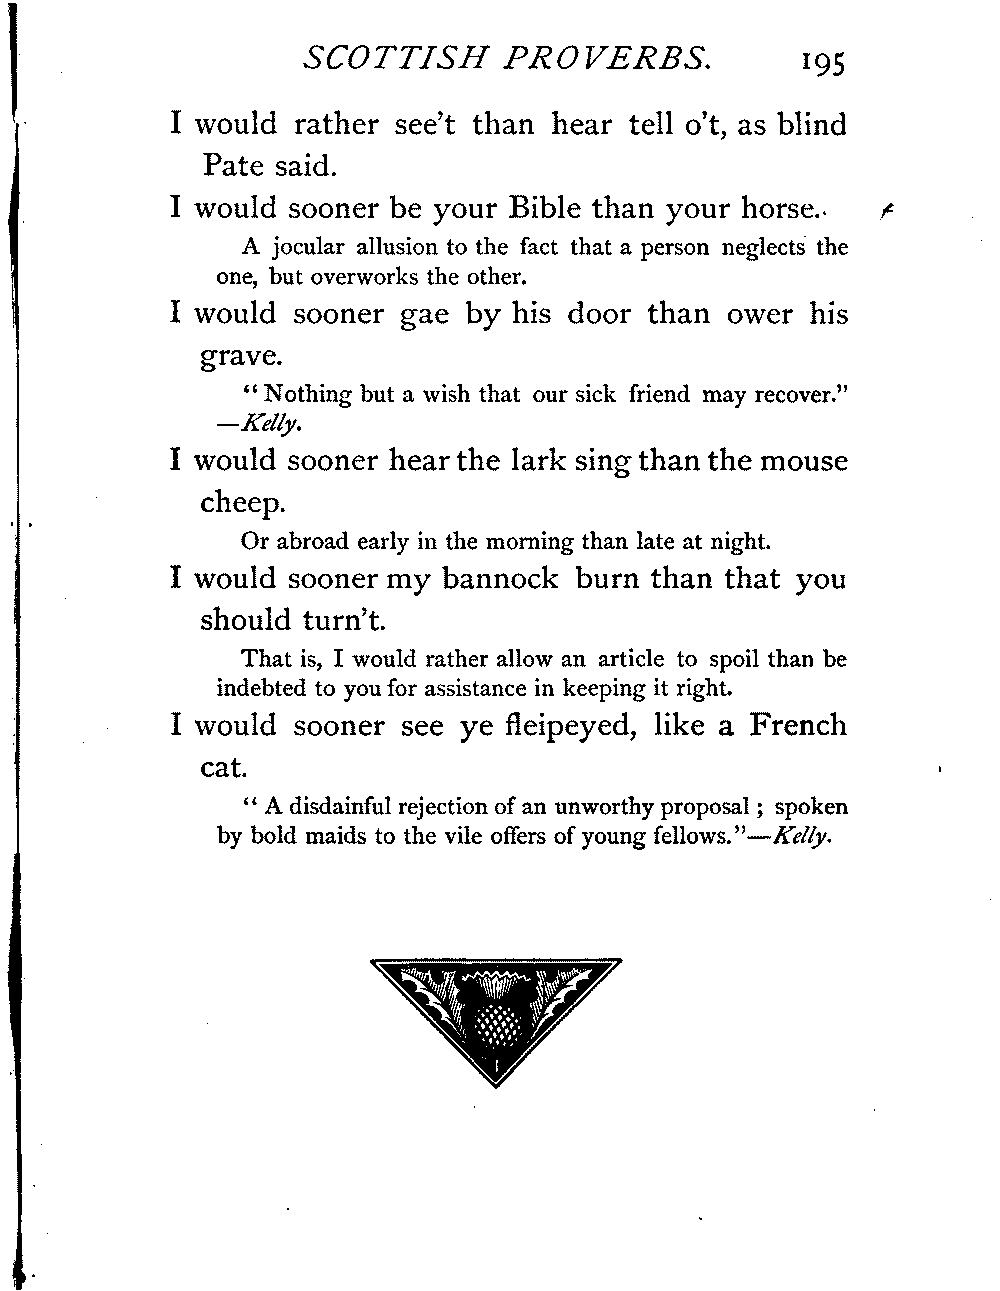 SCOTTISH PROVERBS. 195
I would rather see't than hear tell o't, as blind
Pate said.
I would sooner be your Bible than your horse.
A jocular allusion to the fact that a person neglects the
one, but overworks the other.
I would sooner gae by his door than ower his
grave.
"Nothing but a wish that our sick friend may recover."
—Kelly.
I would sooner hear the lark sing than the mouse
cheep.
Or abroad early in the morning than late at night.
I would sooner my bannock burn than that you
should turn't.
That is, I would rather allow an article to spoil than be
indebted to you for assistance in keeping it right.
I would sooner see ye fleipeyed, like a French
cat.
"A disdainful rejection of an unworthy proposal; spoken
by bold maids to the vile offers of young fellows."—Kelly.